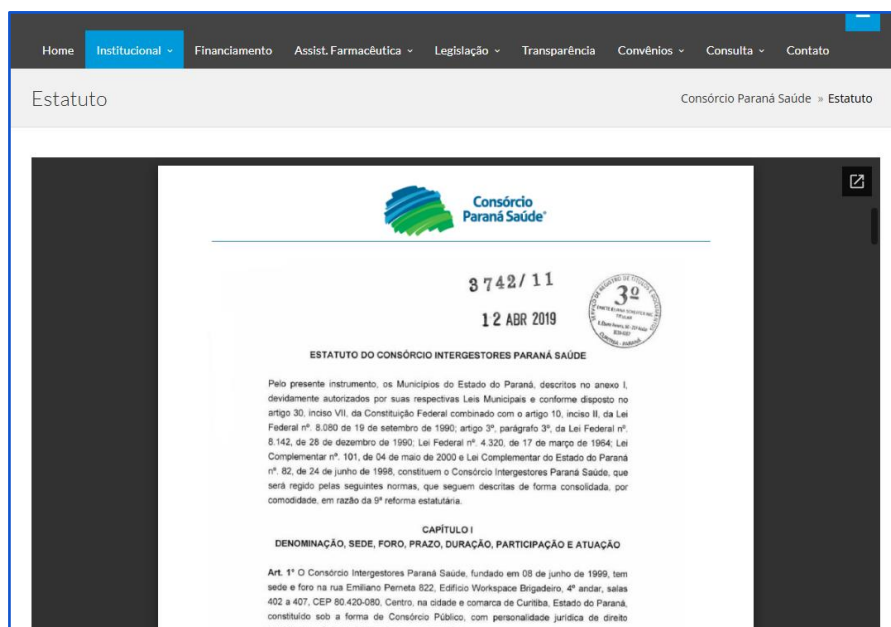 Home Institucional Financiamento Assist. Farmacêutica Legislação Transparência Convênios Consulta Contato
Estatuto
Consórcio Paraná Saúde » Estatuto
Consórcio
Paraná Saúde®
3742/11
12 ABR 2019
3º
ESTATUTO DO CONSÓRCIO INTERGESTORES PARANÁ SAÚDE
Pelo presente instrumento, os Municípios do Estado do Paraná, descritos no anexo I,
devidamente autorizados por suas respectivas Leis Municipais e conforme disposto no
artigo 30, inciso VII, da Constituição Federal combinado com o artigo 10, inciso II, da Lei
Federal nº. 8.080 de 19 de setembro de 1990; artigo 3º, parágrafo 3º, da Lei Federal nº.
8.142, de 28 de dezembro de 1990; Lei Federal nº. 4.320, de 17 de março de 1964; Lei
Complementar nº. 101, de 04 de maio de 2000 e Lei Complementar do Estado do Paraná
nº. 82, de 24 de junho de 1998, constituem o Consórcio Intergestores Paraná Saúde, que
será regido pelas seguintes normas, que seguem descritas de forma consolidada, por
comodidade, em razão da 9ª reforma estatutária.
CAPÍTULO I
DENOMINAÇÃO, SEDE, FORO, PRAZO, DURAÇÃO, PARTICIPAÇÃO E ATUAÇÃO
Art. 1º O Consórcio Intergestores Paraná Saúde, fundado em 08 de junho de 1999, tem
sede e foro na rua Emiliano Perneta 822, Edifício Workspace Brigadeiro, 4º andar, salas
402 a 407, CEP 80.420-080, Centro, na cidade e comarca de Curitiba, Estado do Paraná,
constituído sob a forma de Consórcio Público, com personalidade jurídica de direito